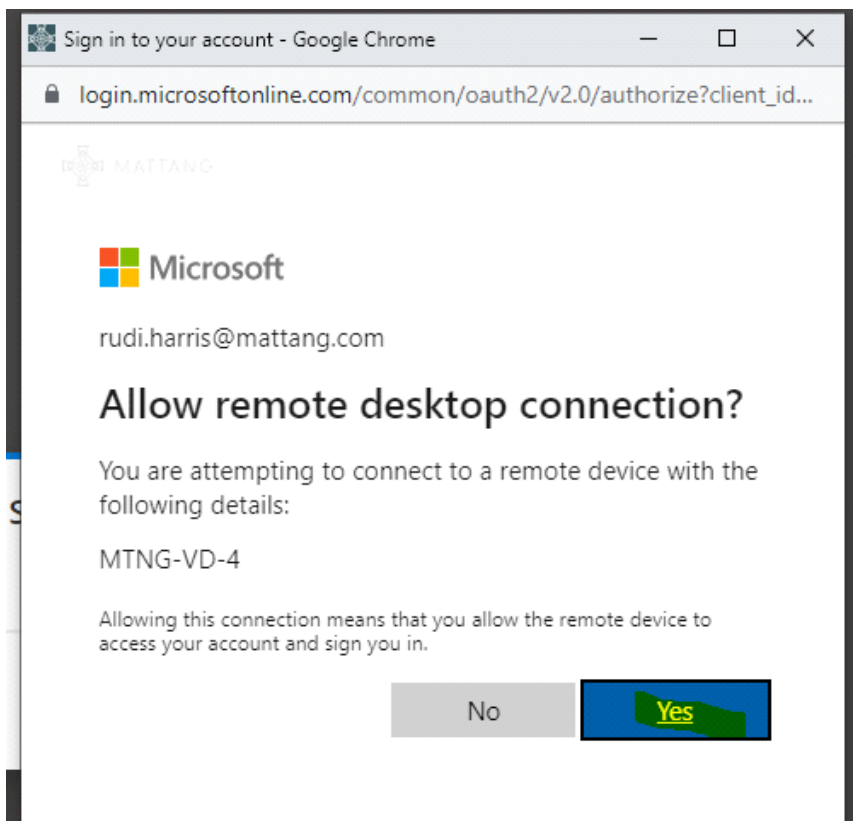 Sign in to your account - Google Chrome
login.microsoftonline.com/common/oauth2/v2.0/authorize?client_id...
MATTANG
Microsoft
rudi.harris@mattang.com
Allow remote desktop connection?
You are attempting to connect to a remote device with the
following details:
MTNG-VD-4
Allowing this connection means that you allow the remote device to
access your account and sign you in.
No
Yes